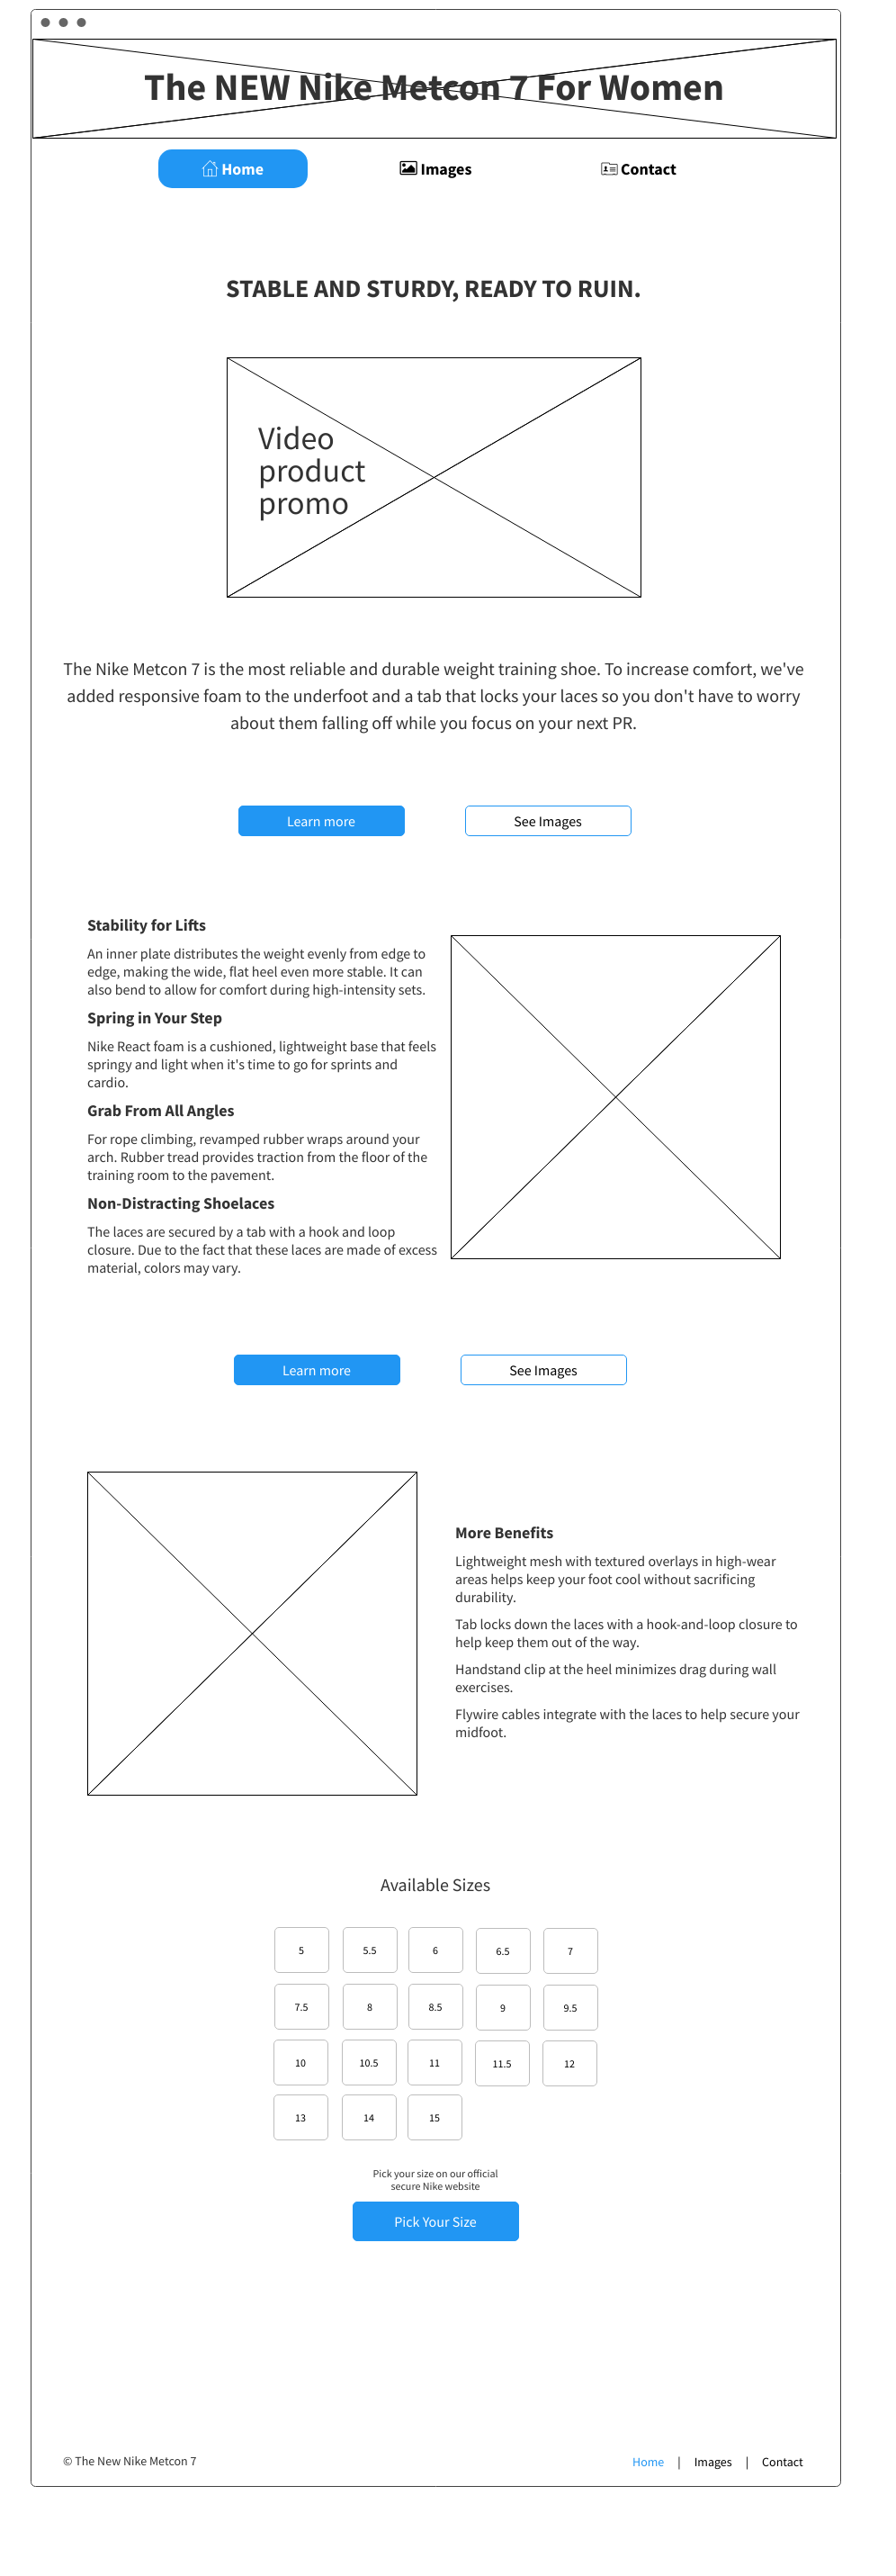 The NEW Nike Metcon 7 For Women
Home
Images
Contact
STABLE AND STURDY, READY TO RUIN.
Video
product
promo
The Nike Metcon 7 is the most reliable and durable weight training shoe. To increase comfort, we've
added responsive foam to the underfoot and a tab that locks your laces so you don't have to worry
about them falling off while you focus on your next PR.
Learn more
See Images
Stability for Lifts
An inner plate distributes the weight evenly from edge to
edge, making the wide, flat heel even more stable. It can
also bend to allow for comfort during high-intensity sets.
Spring in Your Step
Nike React foam is a cushioned, lightweight base that feels
springy and light when it's time to go for sprints and
cardio.
Grab From All Angles
For rope climbing, revamped rubber wraps around your
arch. Rubber tread provides traction from the floor of the
training room to the pavement.
Non-Distracting Shoelaces
The laces are secured by a tab with a hook and loop
closure. Due to the fact that these laces are made of excess
material, colors may vary.
Learn more
See Images
More Benefits
Lightweight mesh with textured overlays in high-wear
areas helps keep your foot cool without sacrificing
durability.
Tab locks down the laces with a hook-and-loop closure to
help keep them out of the way.
Handstand clip at the heel minimizes drag during wall
exercises.
Flywire cables integrate with the laces to help secure your
midfoot.
Available Sizes
5
5.5
6
6.5
7
7.5
8
8.5
9
9.5
10
10.5
11
11.5
12
13
14
15
Pick your size on our official
secure Nike website
Pick Your Size
© The New Nike Metcon 7
Home | Images | Contact